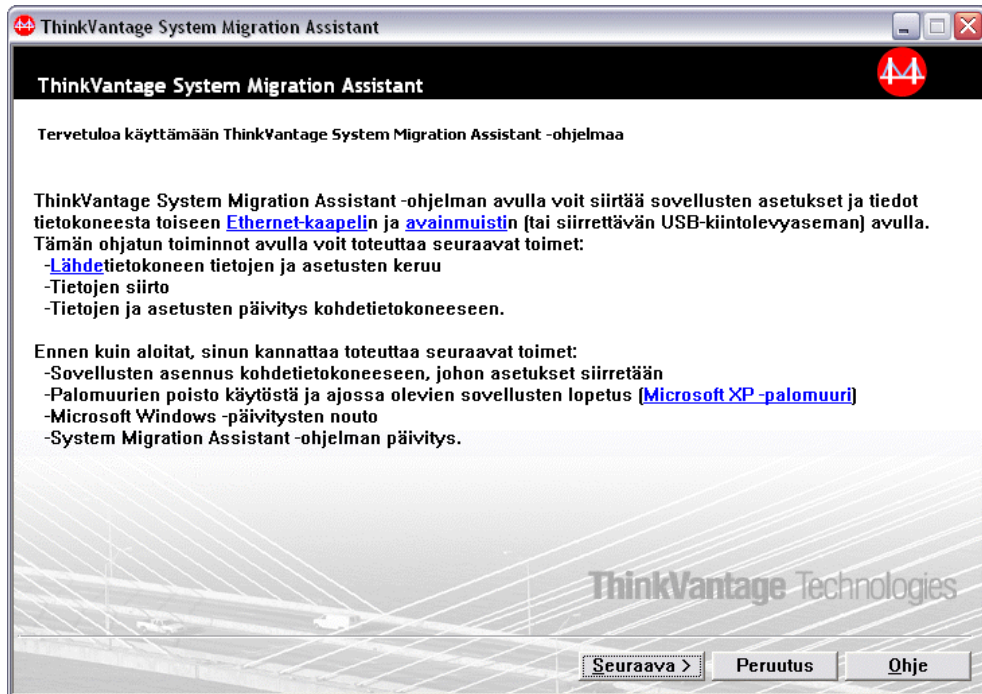 ThinkVantage System Migration Assistant
ThinkVantage System Migration Assistant
Tervetuloa käyttämään ThinkVantage System Migration Assistant -ohjelmaa
ThinkVantage System Migration Assistant -ohjelman avulla voit siirtää sovellusten asetukset ja tiedot
tietokoneesta toiseen Ethernet-kaapelin ja avainmuistin (tai siirrettävän USB-kiintolevyaseman) avulla.
Tämän ohjatun toiminnot avulla voit toteuttaa seuraavat toimet:
-Lähdetietokoneen tietojen ja asetusten keruu
-Tietojen siirto
-Tietojen ja asetusten päivitys kohdetietokoneeseen.
Ennen kuin aloitat, sinun kannattaa toteuttaa seuraavat toimet:
-Sovellusten asennus kohdetietokoneeseen, johon asetukset siirretään
-Palomuurien poisto käytöstä ja ajossa olevien sovellusten lopetus (Microsoft XP -palomuuri)
-Microsoft Windows -päivitysten nouto
-System Migration Assistant -ohjelman päivitys.
ThinkVantage Technologies
Seuraava >
Peruutus
Ohje